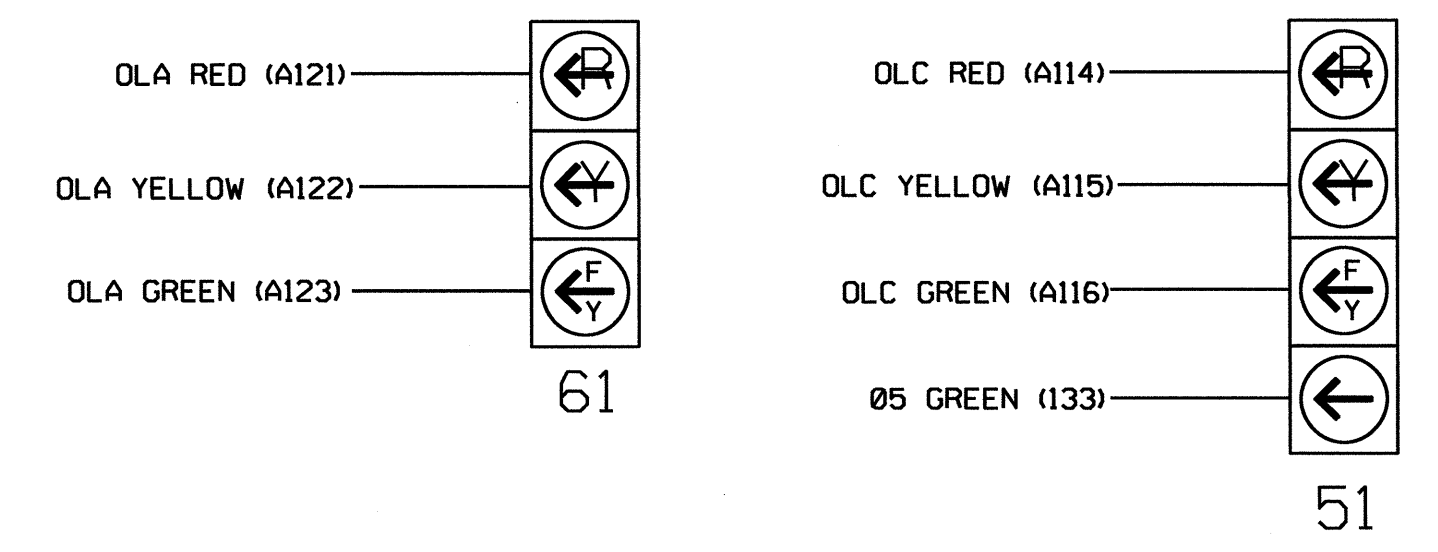 OLA RED (A121)
R
OLA YELLOW (A122)
Y
OLA GREEN (A123)
F
Y
61
OLC RED (A114)
R
OLC YELLOW (A115)
Y
OLC GREEN (A116)
F
Y
Ø5 GREEN (133)
51